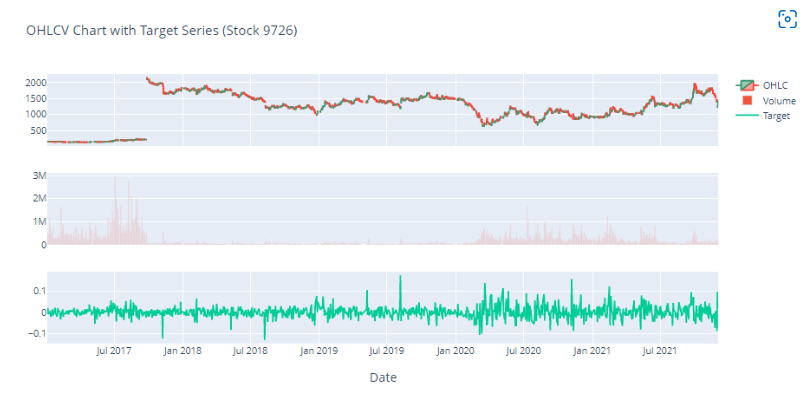 OHLCV Chart with Target Series (Stock 9726)
2000
1500
1000
500
OHLC
Volume
Target
3M
2M
1M
0
0.1
0
−0.1
Jul 2017 Jan 2018 Jul 2018 Jan 2019 Jul 2019 Jan 2020 Jul 2020 Jan 2021 Jul 2021
Date